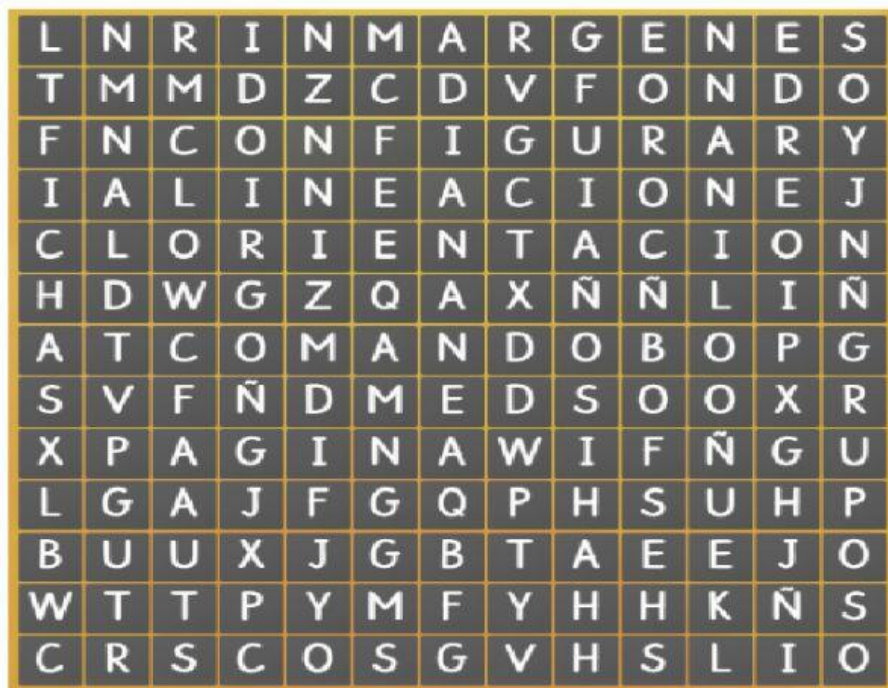 L N R I N M A R G E N E S
T M M D Z C D V F O N D O
F N C O N F I G U R A R Y
I A L I N E A C I O N E J
C L O R I E N T A C I O N
H D W G Z Q A X Ñ Ñ L I Ñ
A T C O M A N D O B O P G
S V F Ñ D M E D S O O X R
X P A G I N A W I F Ñ G U
L G A J F G Q P H S U H P
B U U X J G B T A E E J O
W T T P Y M F Y H H K Ñ S
C R S C O S G V H S L I O